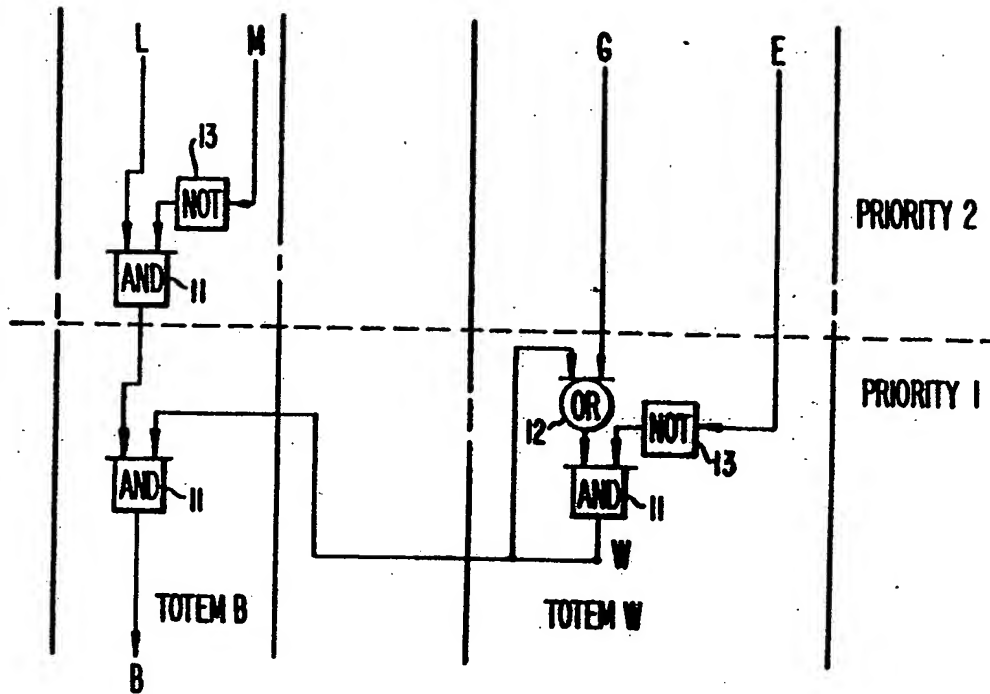 L M G E
13
NOT
PRIORITY 2
AND 11
PRIORITY 1
OR
12 NOT
13
AND 11 AND 11
W
TOTEM B TOTEM W
B